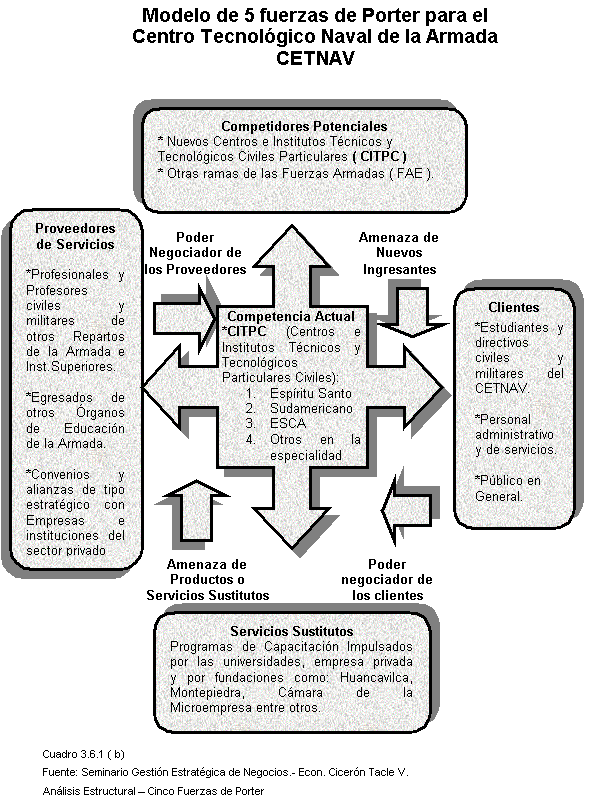 Modelo de 5 fuerzas de Porter para el
Centro Tecnológico Naval de la Armada
CETNAV
Competidores Potenciales
* Nuevos Centros e Institutos Técnicos y
Tecnológicos Civiles Particulares ( CITPC )
* Otras ramas de las Fuerzas Armadas ( FAE ).
Proveedores
de Servicios
*Profesionales y
Profesores
civiles y
militares de
otros Repartos
de la Armada e
Inst.Superiores.
*Egresados de
otros Órganos
de Educación
de la Armada.
*Convenios y
alianzas de tipo
estratégico con
Empresas e
instituciones del
sector privado
Poder
Negociador de
los Proveedores
Amenaza de
Nuevos
Ingresantes
Competencia Actual
*CITPC (Centros e
Institutos Técnicos y
Tecnológicos
Particulares Civiles):
1. Espíritu Santo
2. Sudamericano
3. ESCA
4. Otros en la
especialidad
Clientes
*Estudiantes y
directivos
civiles y
militares del
CETNAV.
*Personal
administrativo
y de servicios.
*Público en
General.
Amenaza de
Productos o
Servicios Sustitutos
Poder
negociador de
los clientes
Servicios Sustitutos
Programas de Capacitación Impulsados
por las universidades, empresa privada
y por fundaciones como: Huancavilca,
Montepiedra, Cámara de la
Microempresa entre otros.
Cuadro 3.6.1 ( b)
Fuente: Seminario Gestión Estratégica de Negocios.- Econ. Cicerón Tacle V.
Análisis Estructural – Cinco Fuerzas de Porter